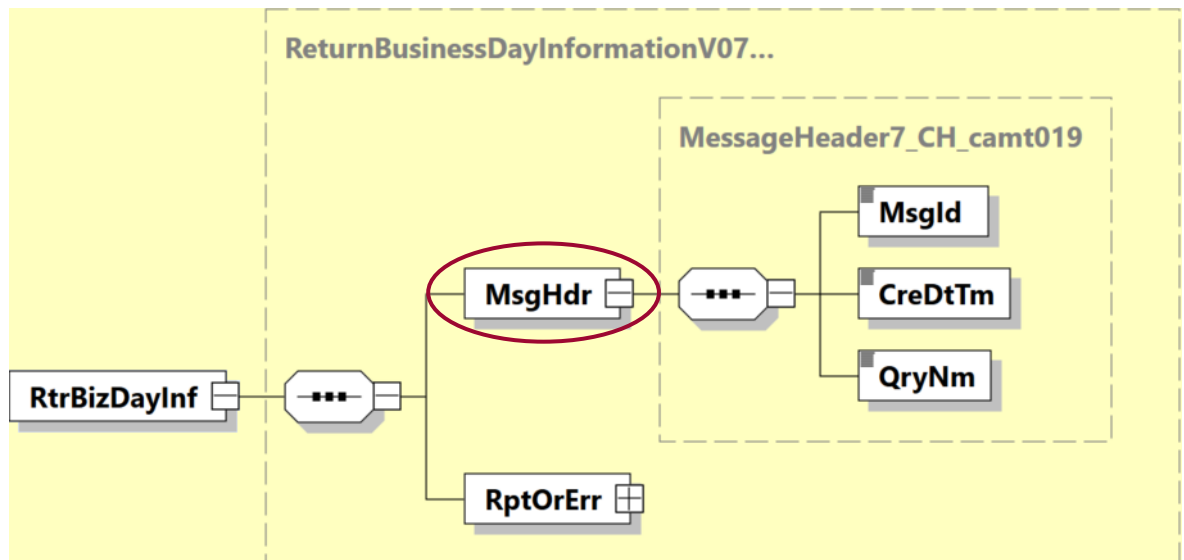 ReturnBusinessDayInformationV07...
MessageHeader7_CH_camt019
MsgId
MsgHdr
CreDtTm
QryNm
RtrBizDayInf
RptOrErr